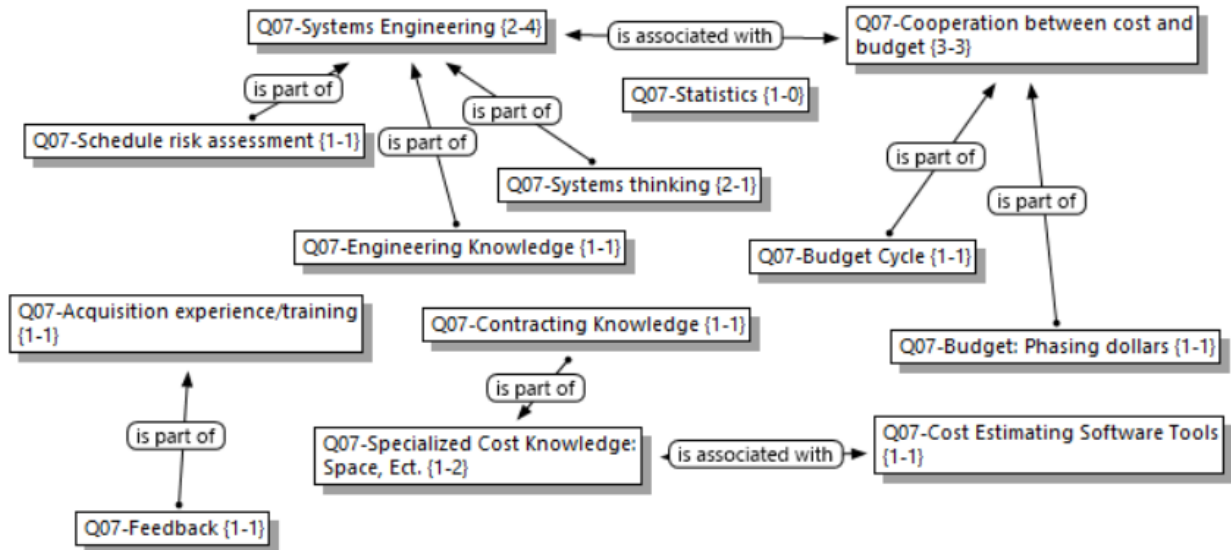 Q07-Systems Engineering {2-4}
is associated with
Q07-Cooperation between cost and
budget {3-3}
is part of
Q07-Statistics {1-0}
is part of
Q07-Schedule risk assessment {1-1}
is part of
is part of
Q07-Systems thinking {2-1}
is part of
Q07-Engineering Knowledge {1-1}
Q07-Budget Cycle {1-1}
Q07-Acquisition experience/training
{1-1}
Q07-Contracting Knowledge {1-1}
Q07-Budget: Phasing dollars {1-1}
is part of
is part of
Q07-Specialized Cost Knowledge:
Space, Ect. {1-2}
is associated with
Q07-Cost Estimating Software Tools
{1-1}
Q07-Feedback {1-1}